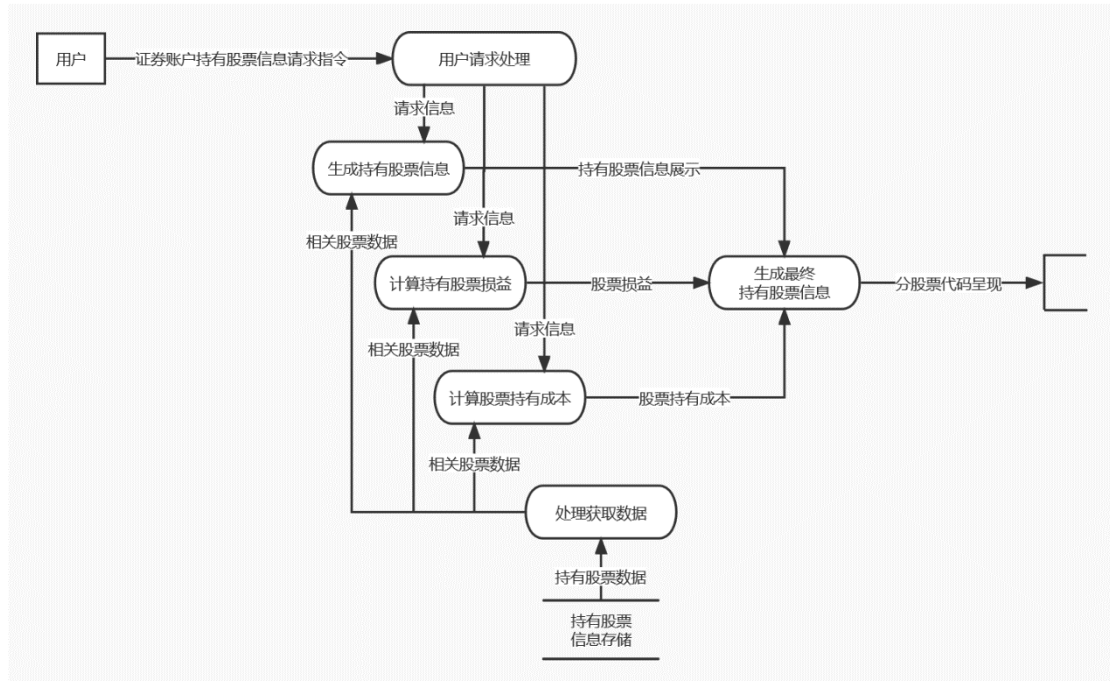 用户
证券账户持有股票信息请求指令
用户请求处理
请求信息
生成持有股票信息
持有股票信息展示
请求信息
相关股票数据
计算持有股票损益
股票损益
生成最终
持有股票信息
分股票代码呈现
请求信息
相关股票数据
计算股票持有成本
股票持有成本
相关股票数据
处理获取数据
持有股票数据
持有股票
信息存储